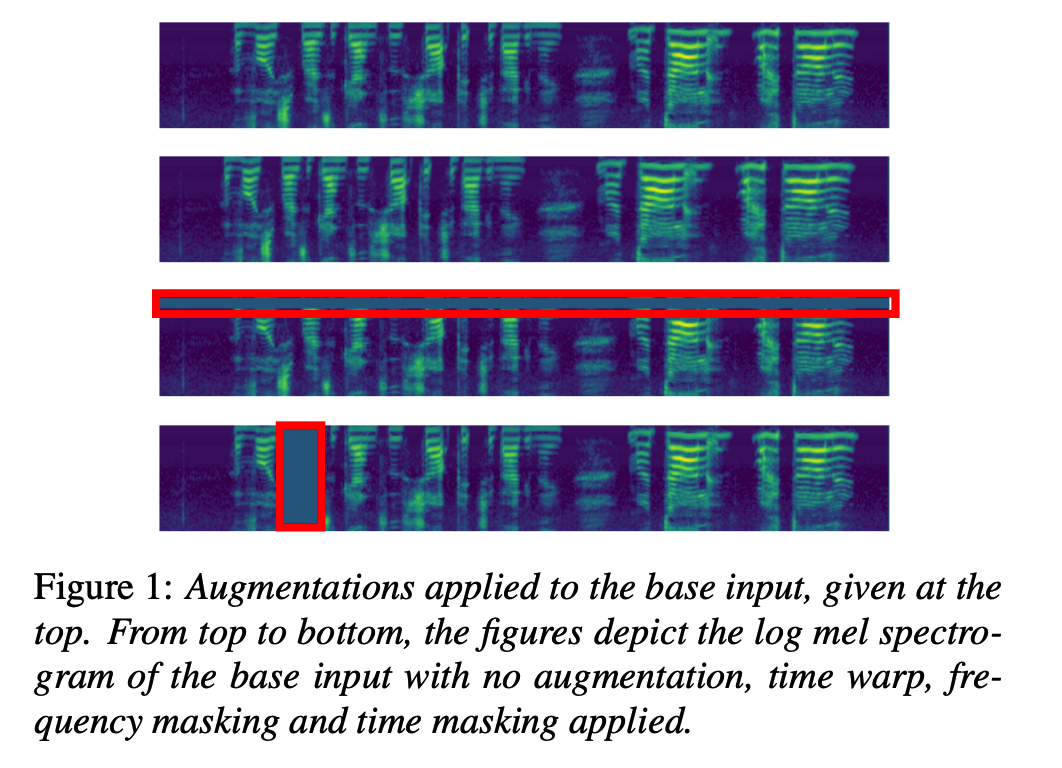 Figure 1: Augmentations applied to the base input, given at the
top. From top to bottom, the figures depict the log mel spectro-
gram of the base input with no augmentation, time warp, fre-
quency masking and time masking applied.